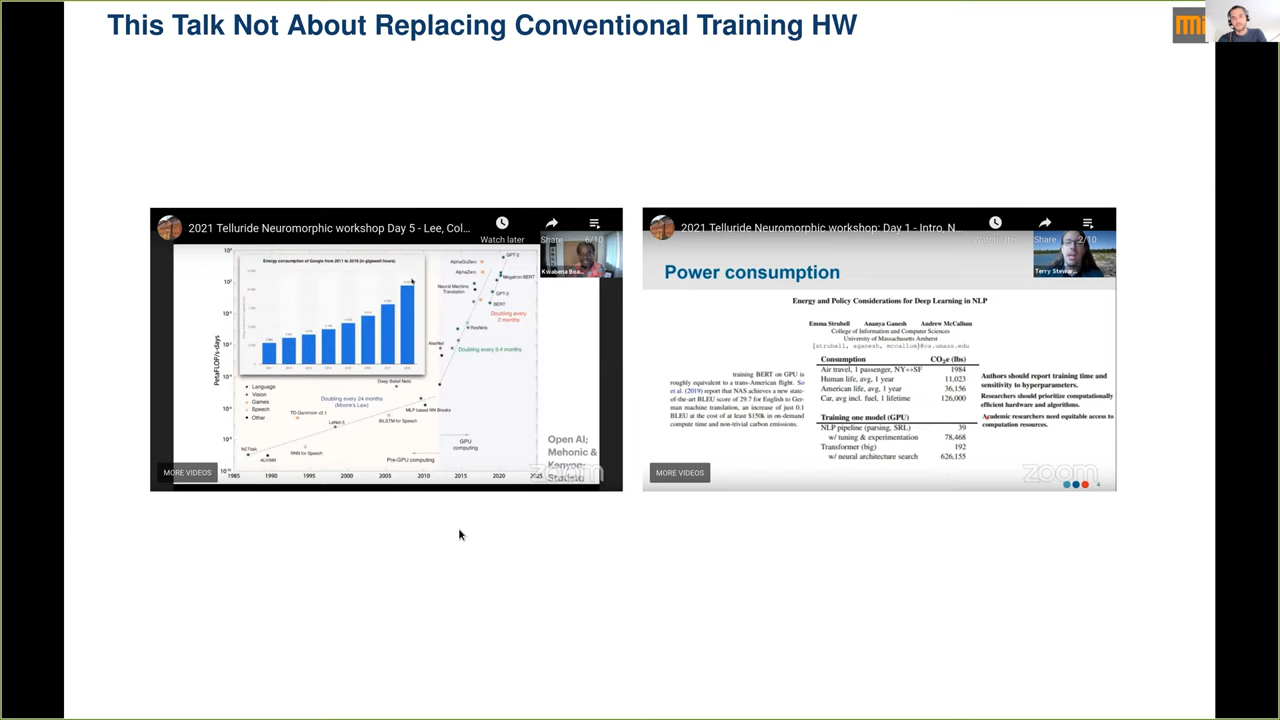 This Talk Not About Replacing Conventional Training HW
2021 Telluride Neuromorphic workshop Day 5 - Lee, Col...
Watch later
Share
6/10
Kwabena Boa...
Energy consumption of Google from 2011 to 2019 (in gigawatt hours)
PetaFLOP/s-days
GPT-3
AlphaGoZero
AlphaZero
Megatron-BERT
Neural Machine
Translation
GPT-2
BERT
Doubling every
2 months
ResNets
AlexNet
Doubling every 3.4 months
Deep Belief Nets
Language
Vision
Games
Speech
Other
Doubling every 24 months
(Moore's Law)
TD-Gammon v2.1
MLP based NN Breaks
LeNet-5
BiLSTM for Speech
NETtalk
ALVINN
RNN for Speech
GPU
computing
Pre-GPU computing
Open AI;
Mehonic &
Kenyon;
Statista
zoom
MORE VIDEOS
1985 1990 1995 2000 2005 2010 2015 2020 2025
2021 Telluride Neuromorphic workshop: Day 1 - Intro, N...
Watch later
Share
2/10
Terry Stewar...
Power consumption
Energy and Policy Considerations for Deep Learning in NLP
Emma Strubell Ananya Ganesh Andrew McCallum
College of Information and Computer Sciences
University of Massachusetts Amherst
{strubell, aganesh, mccallum}@cs.umass.edu
training BERT on GPU is
roughly equivalent to a trans-American flight. So
et al. (2019) report that NAS achieves a new state-
of-the-art BLEU score of 29.7 for English to Ger-
man machine translation, an increase of just 0.1
BLEU at the cost of at least $150k in on-demand
compute time and non-trivial carbon emissions.
Consumption CO2e (lbs)
Air travel, 1 passenger, NY↔SF 1984
Human life, avg, 1 year 11,023
American life, avg, 1 year 36,156
Car, avg incl. fuel, 1 lifetime 126,000
Training one model (GPU)
NLP pipeline (parsing, SRL) 39
w/ tuning & experimentation 78,468
Transformer (big) 192
w/ neural architecture search 626,155
Authors should report training time and
sensitivity to hyperparameters.
Researchers should prioritize computationally
efficient hardware and algorithms.
Academic researchers need equitable access to
computation resources.
zoom
MORE VIDEOS
4